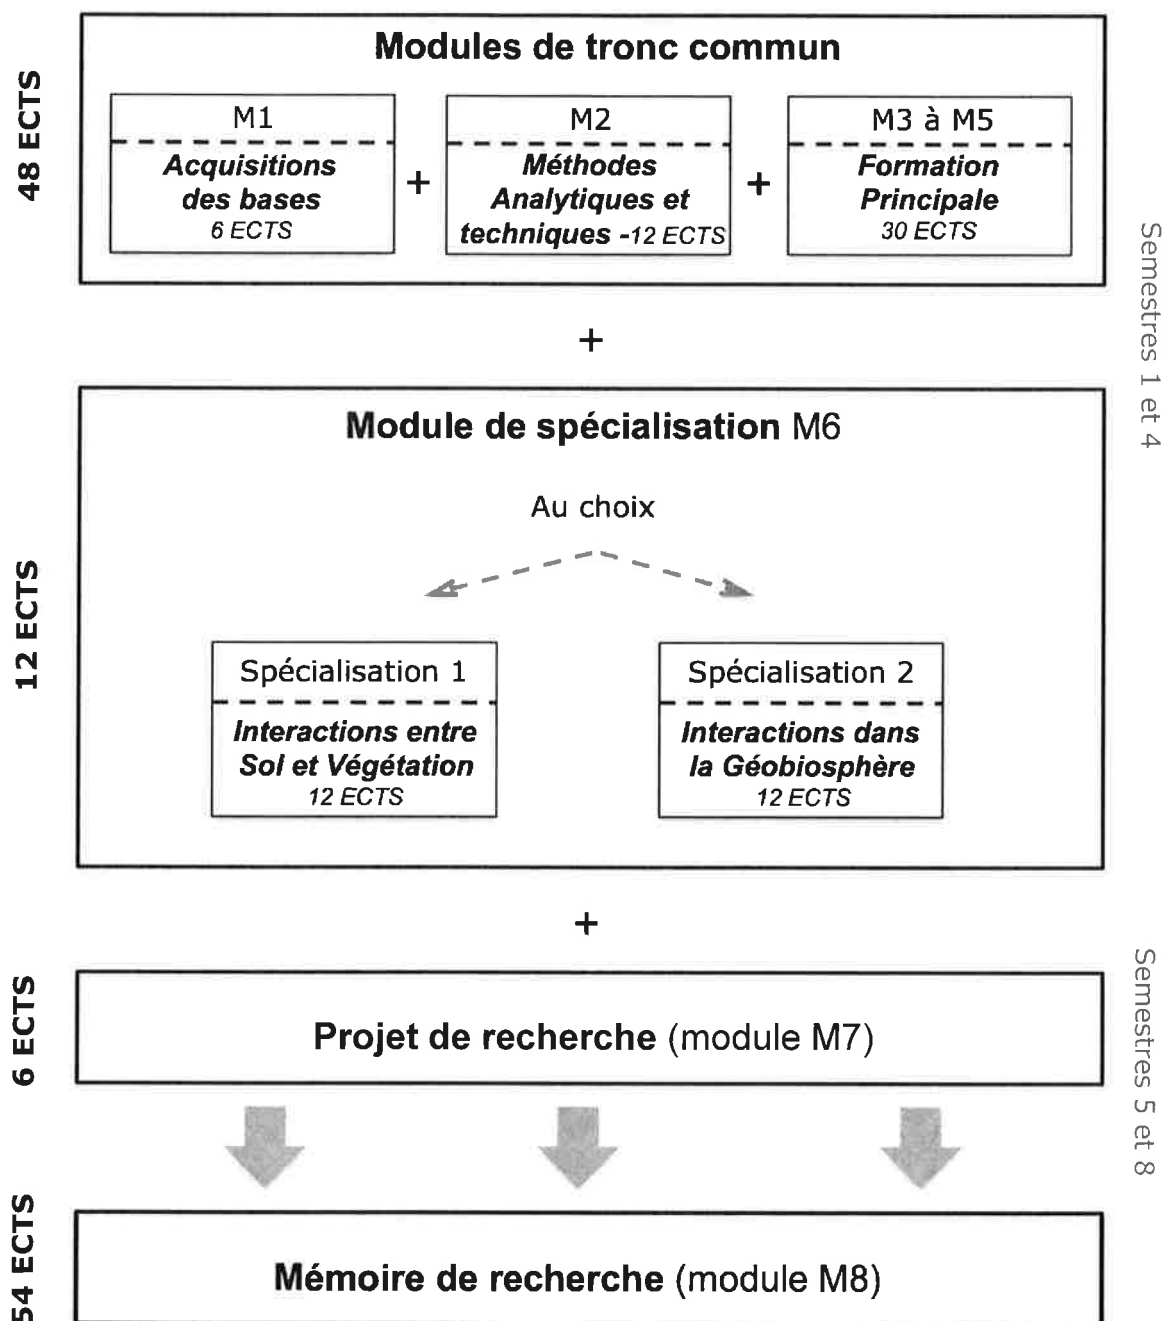 Modules de tronc commun
48 ECTS
M1
Acquisitions
des bases
6 ECTS
+
M2
Méthodes
Analytiques et
techniques -12 ECTS
+
M3 à M5
Formation
Principale
30 ECTS
Semestres 1 et 4
+
Module de spécialisation M6
12 ECTS
Au choix
Spécialisation 1
Interactions entre
Sol et Végétation
12 ECTS
Spécialisation 2
Interactions dans
la Géobiosphère
12 ECTS
+
6 ECTS
Projet de recherche (module M7)
Semestres 5 et 8
54 ECTS
Mémoire de recherche (module M8)